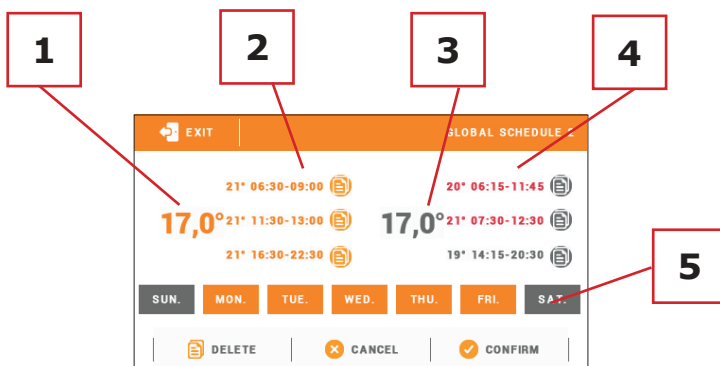 1
2
3
4
EXIT
GLOBAL SCHEDULE 2
21° 06:30-09:00
20° 06:15-11:45
17,0° 21° 11:30-13:00
17,0° 21° 07:30-12:30
21° 16:30-22:30
19° 14:15-20:30
5
SUN. MON. TUE. WED. THU. FRI. SAT.
DELETE CANCEL CONFIRM